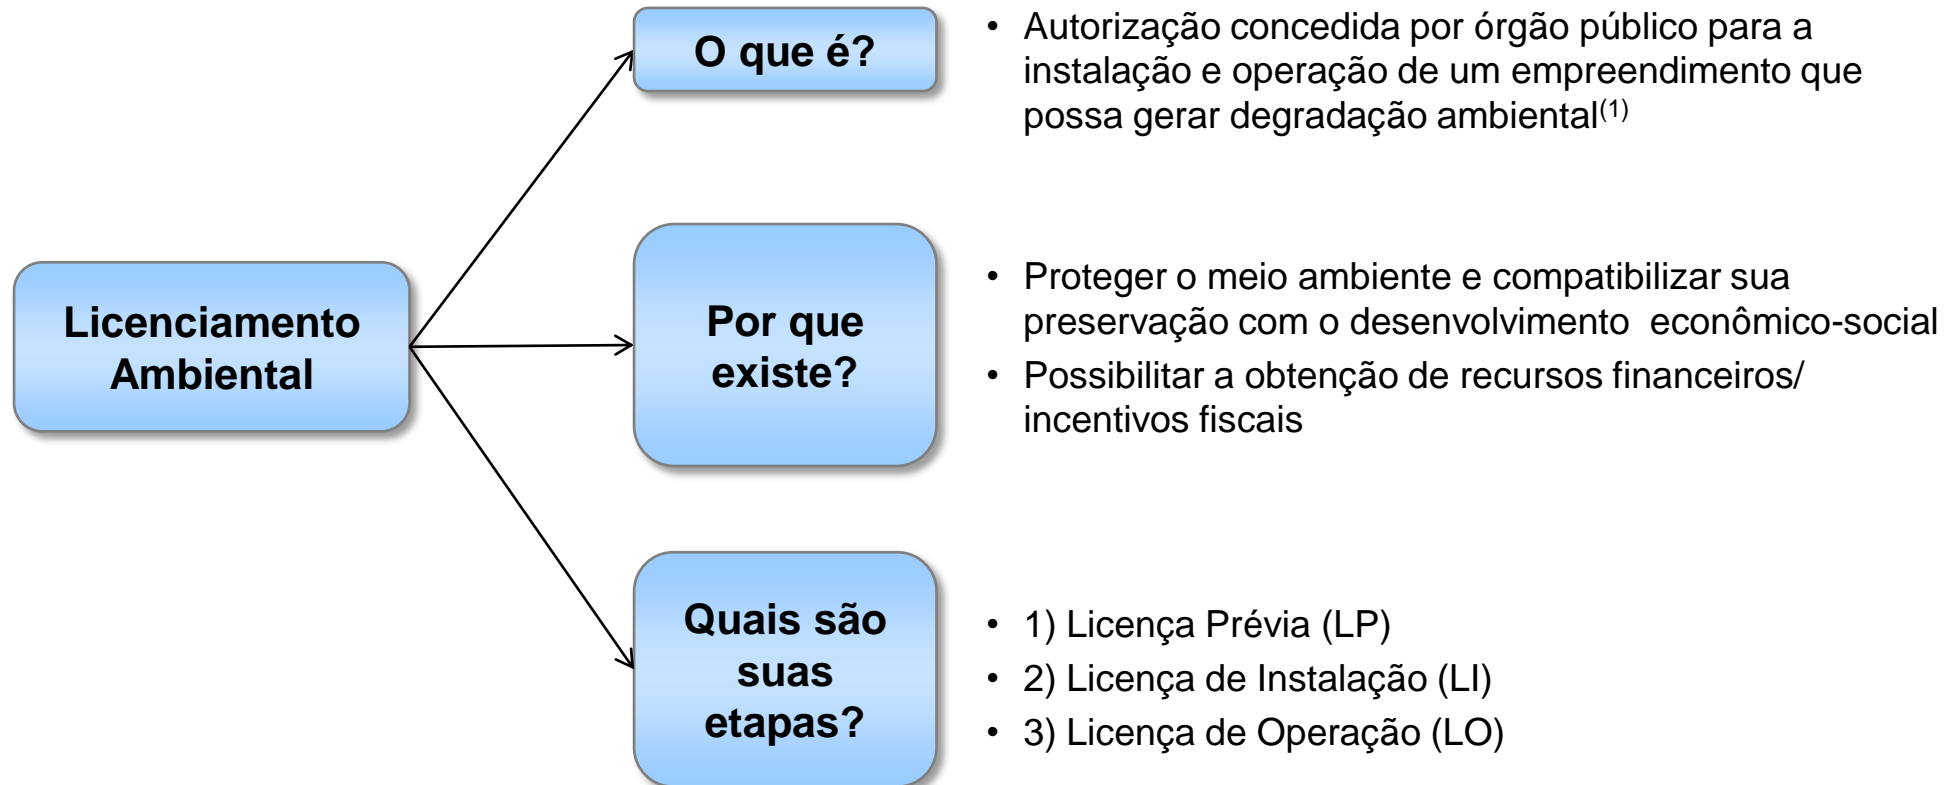 Licenciamento
Ambiental
O que é?
• Autorização concedida por órgão público para a
instalação e operação de um empreendimento que
possa gerar degradação ambiental(1)
Por que
existe?
• Proteger o meio ambiente e compatibilizar sua
preservação com o desenvolvimento econômico-social
• Possibilitar a obtenção de recursos financeiros/
incentivos fiscais
Quais são
suas
etapas?
• 1) Licença Prévia (LP)
• 2) Licença de Instalação (LI)
• 3) Licença de Operação (LO)